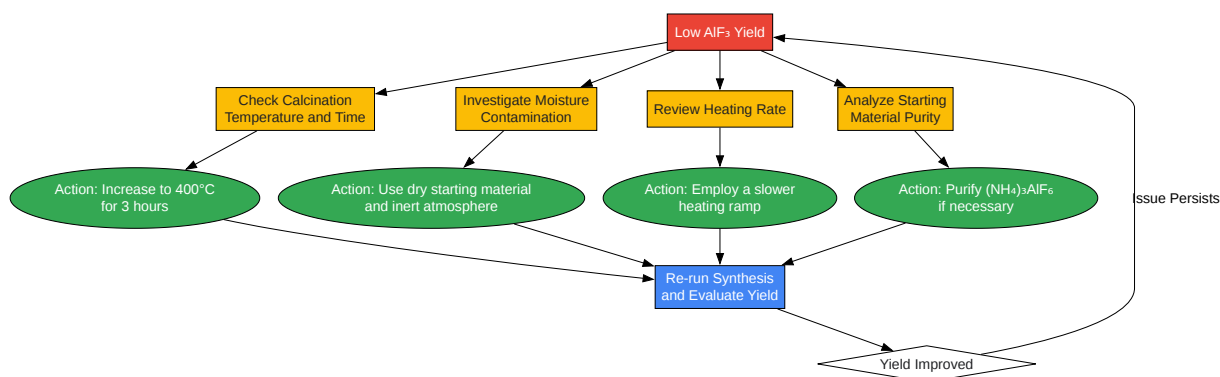 Low AlF₃ Yield
Check Calcination
Temperature and Time
Investigate Moisture
Contamination
Review Heating Rate
Analyze Starting
Material Purity
Action: Increase to 400°C
for 3 hours
Action: Use dry starting material
and inert atmosphere
Action: Employ a slower
heating ramp
Action: Purify (NH₄)₃AlF₆
if necessary
Issue Persists
Re-run Synthesis
and Evaluate Yield
Yield Improved